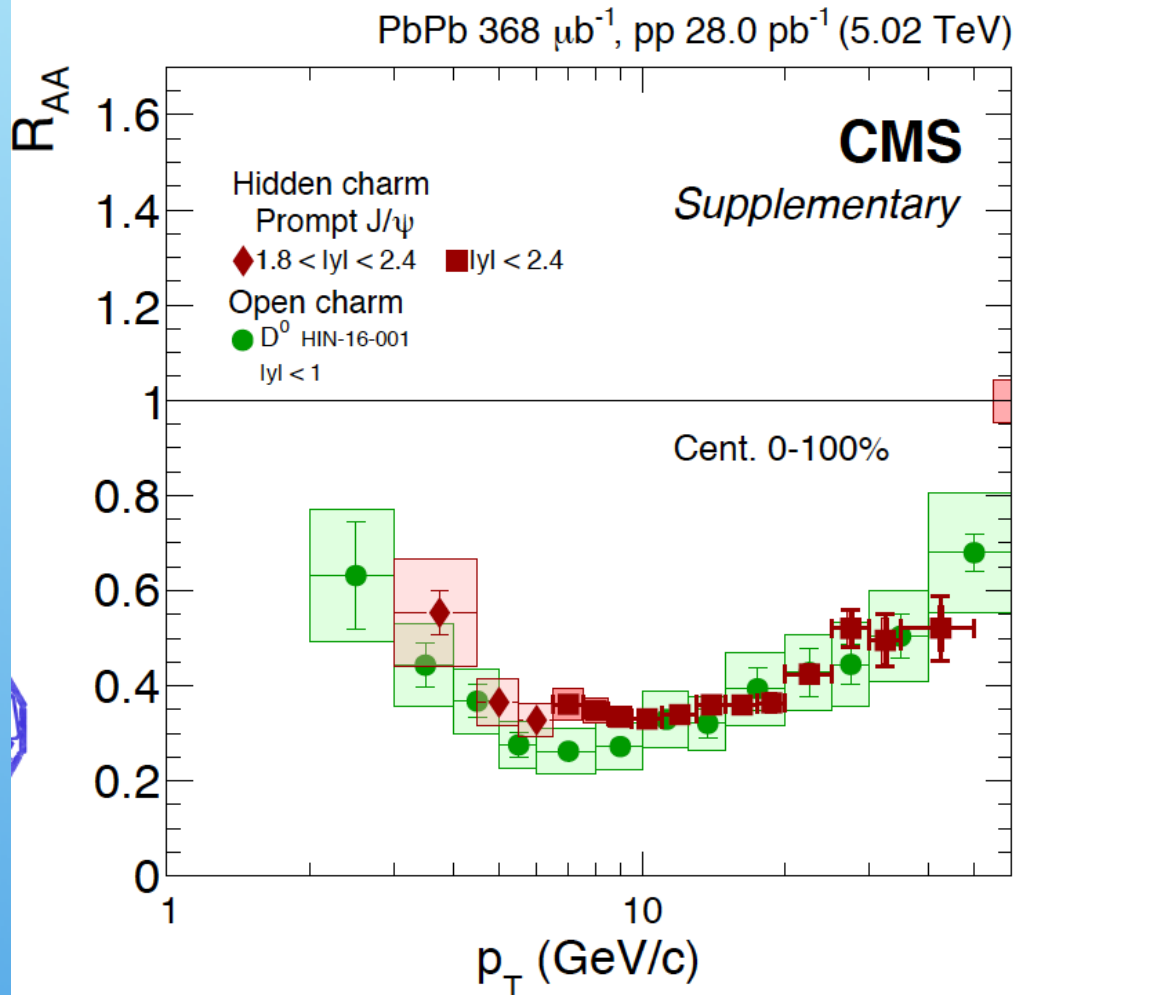 PbPb 368 μb⁻¹, pp 28.0 pb⁻¹ (5.02 TeV)
R_AA
1.6
CMS
Hidden charm
Supplementary
1.4
Prompt J/ψ
1.8 < |y| < 2.4
|y| < 2.4
1.2
Open charm
D⁰ HIN-16-001
|y| < 1
1
Cent. 0-100%
0.8
0.6
0.4
0.2
0
1
10
p_T (GeV/c)